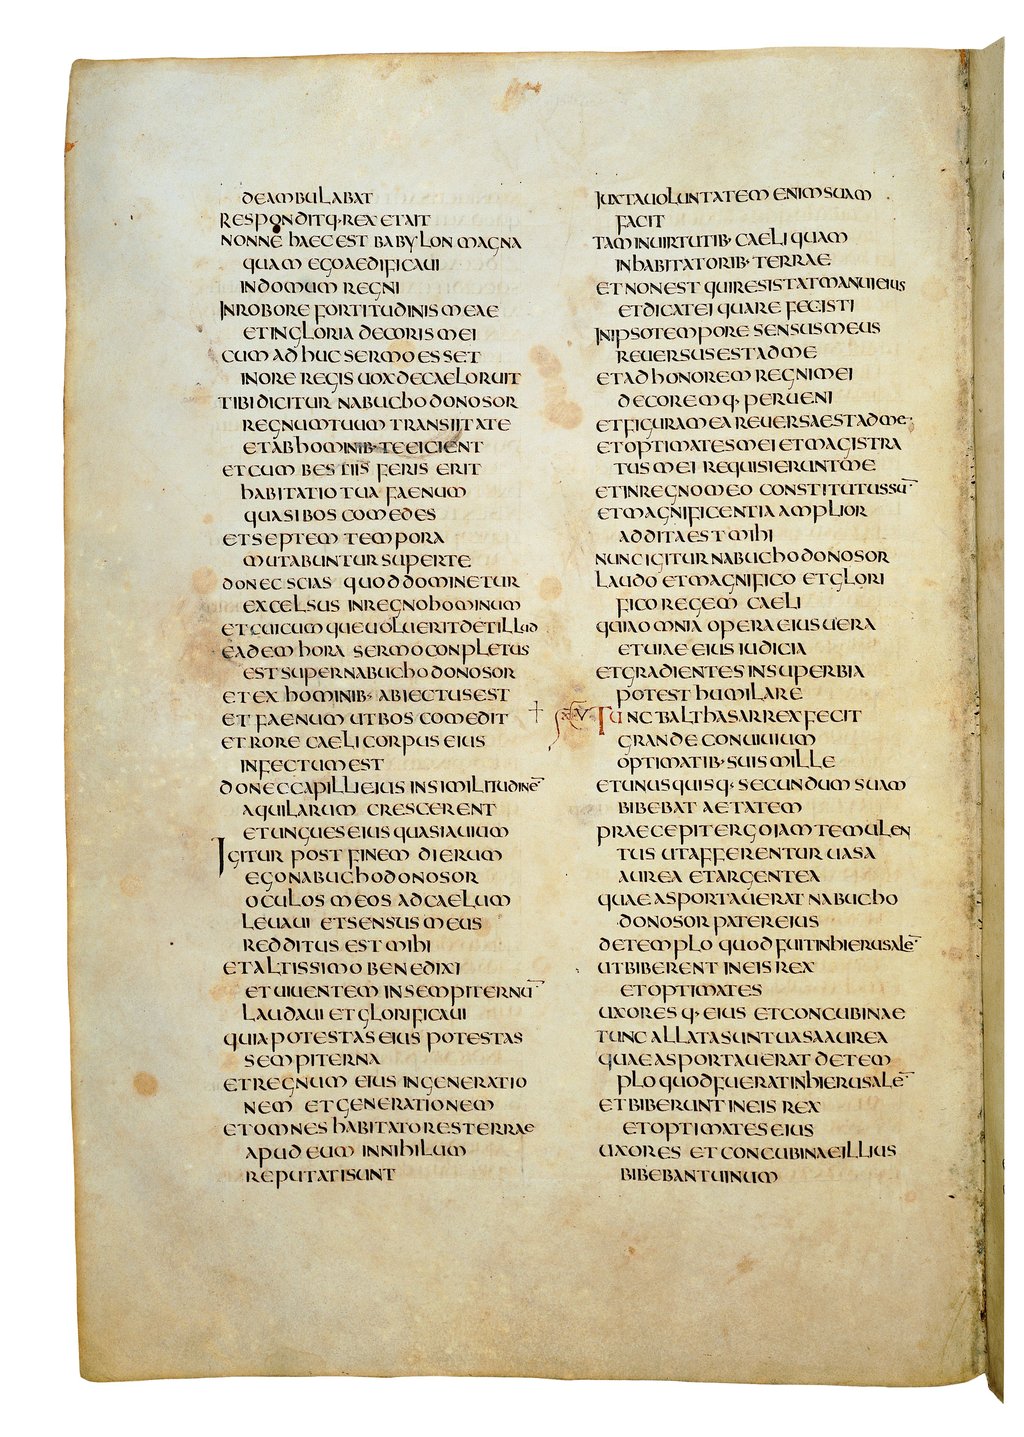 DEAMBULABAT
RESPONDITQ· REX ETAIT
NONNE HAEC EST BABYLON MAGNA
QUAM EGO AEDIFICAUI
IN DOMUM REGNI
IN ROBORE FORTITUDINIS MEAE
ET IN GLORIA DECORIS MEI
CUM AD HUC SERMO ESSET
IN ORE REGIS UOX DE CAELO RUIT
TIBI DICITUR NABUCHODONOSOR
REGNUM TUUM TRANSIIT A TE
ET AB HOMINIB· TE EICIENT
ET CUM BESTIIS FERIS ERIT
HABITATIO TUA FAENUM
QUASI BOS COMEDES
ET SEPTEM TEMPORA
MUTABUNTUR SUPER TE
DONEC SCIAS QUOD DOMINETUR
EXCELSUS IN REGNO HOMINUM
ET CUICUMQUE UOLUERIT DET ILLUD
EADEM HORA SERMO CONPLETUS
EST SUPER NABUCHODONOSOR
ET EX HOMINIB· ABIECTUS EST
ET FAENUM UT BOS COMEDIT
ET RORE CAELI CORPUS EIUS
INFECTUM EST
DONEC CAPILLI EIUS IN SIMILITUDINĒ
AQUILARUM CRESCERENT
ET UNGUES EIUS QUASI AUIUM
IGITUR POST FINEM DIERUM
EGO NABUCHODONOSOR
OCULOS MEOS AD CAELUM
LEUAUI ET SENSUS MEUS
REDDITUS EST MIHI
ET ALTISSIMO BENEDIXI
ET UIUENTEM IN SEMPITERNŪ
LAUDAUI ET GLORIFICAUI
QUIA POTESTAS EIUS POTESTAS
SEMPITERNA
ET REGNUM EIUS IN GENERATIO
NEM ET GENERATIONEM
ET OMNES HABITATORES TERRAE
APUD EUM IN NIHILUM
REPUTATI SUNT
IUXTA UOLUNTATEM ENIM SUAM
FACIT
TAM IN UIRTUTIB· CAELI QUAM
IN HABITATORIB· TERRAE
ET NON EST QUI RESISTAT MANUI EIUS
ET DICAT EI QUARE FECISTI
IN IPSO TEMPORE SENSUS MEUS
REUERSUS EST AD ME
ET AD HONOREM REGNI MEI
DECOREMQ· PERUENI
ET FIGURA MEA REUERSA EST AD ME·
ET OPTIMATES MEI ET MAGISTRA
TUS MEI REQUISIERUNT ME
ET IN REGNO MEO CONSTITUTUS SŪ
ET MAGNIFICENTIA AMPLIOR
ADDITA EST MIHI
NUNC IGITUR NABUCHODONOSOR
LAUDO ET MAGNIFICO ET GLORI
FICO REGEM CAELI
QUIA OMNIA OPERA EIUS UERA
ET UIAE EIUS IUDICIA
ET GRADIENTES IN SUPERBIA
POTEST HUMILARE
XV TUNC BALTHASAR REX FECIT
GRANDE CONUIUIUM
OPTIMATIB· SUIS MILLE
ET UNUSQUISQ· SECUNDUM SUAM
BIBEBAT AETATEM
PRAECEPIT ERGO IAM TEMULEN
TUS UT AFFERENTUR UASA
AUREA ET ARGENTEA
QUAE ASPORTAUERAT NABUCHO
DONOSOR PATER EIUS
DE TEMPLO QUOD FUIT IN HIERUSALĒ
UT BIBERENT IN EIS REX
ET OPTIMATES
UXORESQ· EIUS ET CONCUBINAE
TUNC ALLATA SUNT UASA AUREA
QUAE ASPORTAUERAT DE TEM
PLO QUOD FUERAT IN HIERUSALĒ
ET BIBERUNT IN EIS REX
ET OPTIMATES EIUS
UXORES ET CONCUBINAE ILLIUS
BIBEBANT UINUM